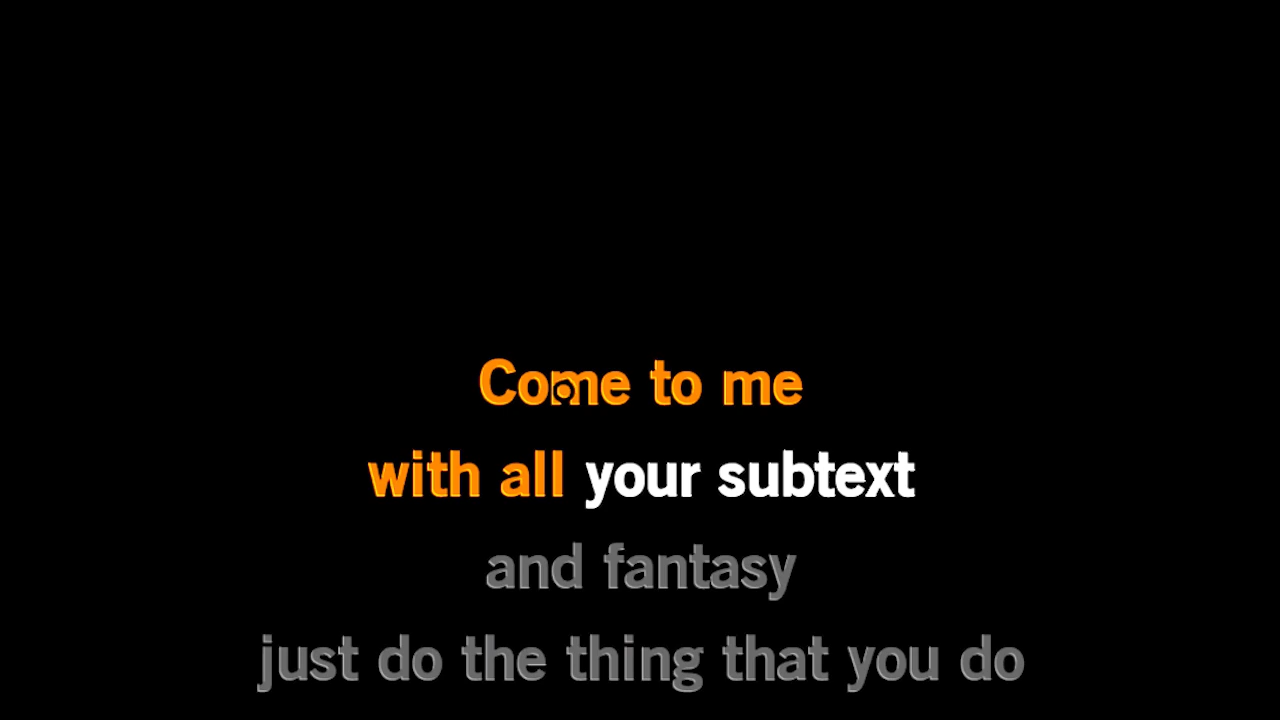 Come to me
with all your subtext
and fantasy
just do the thing that you do